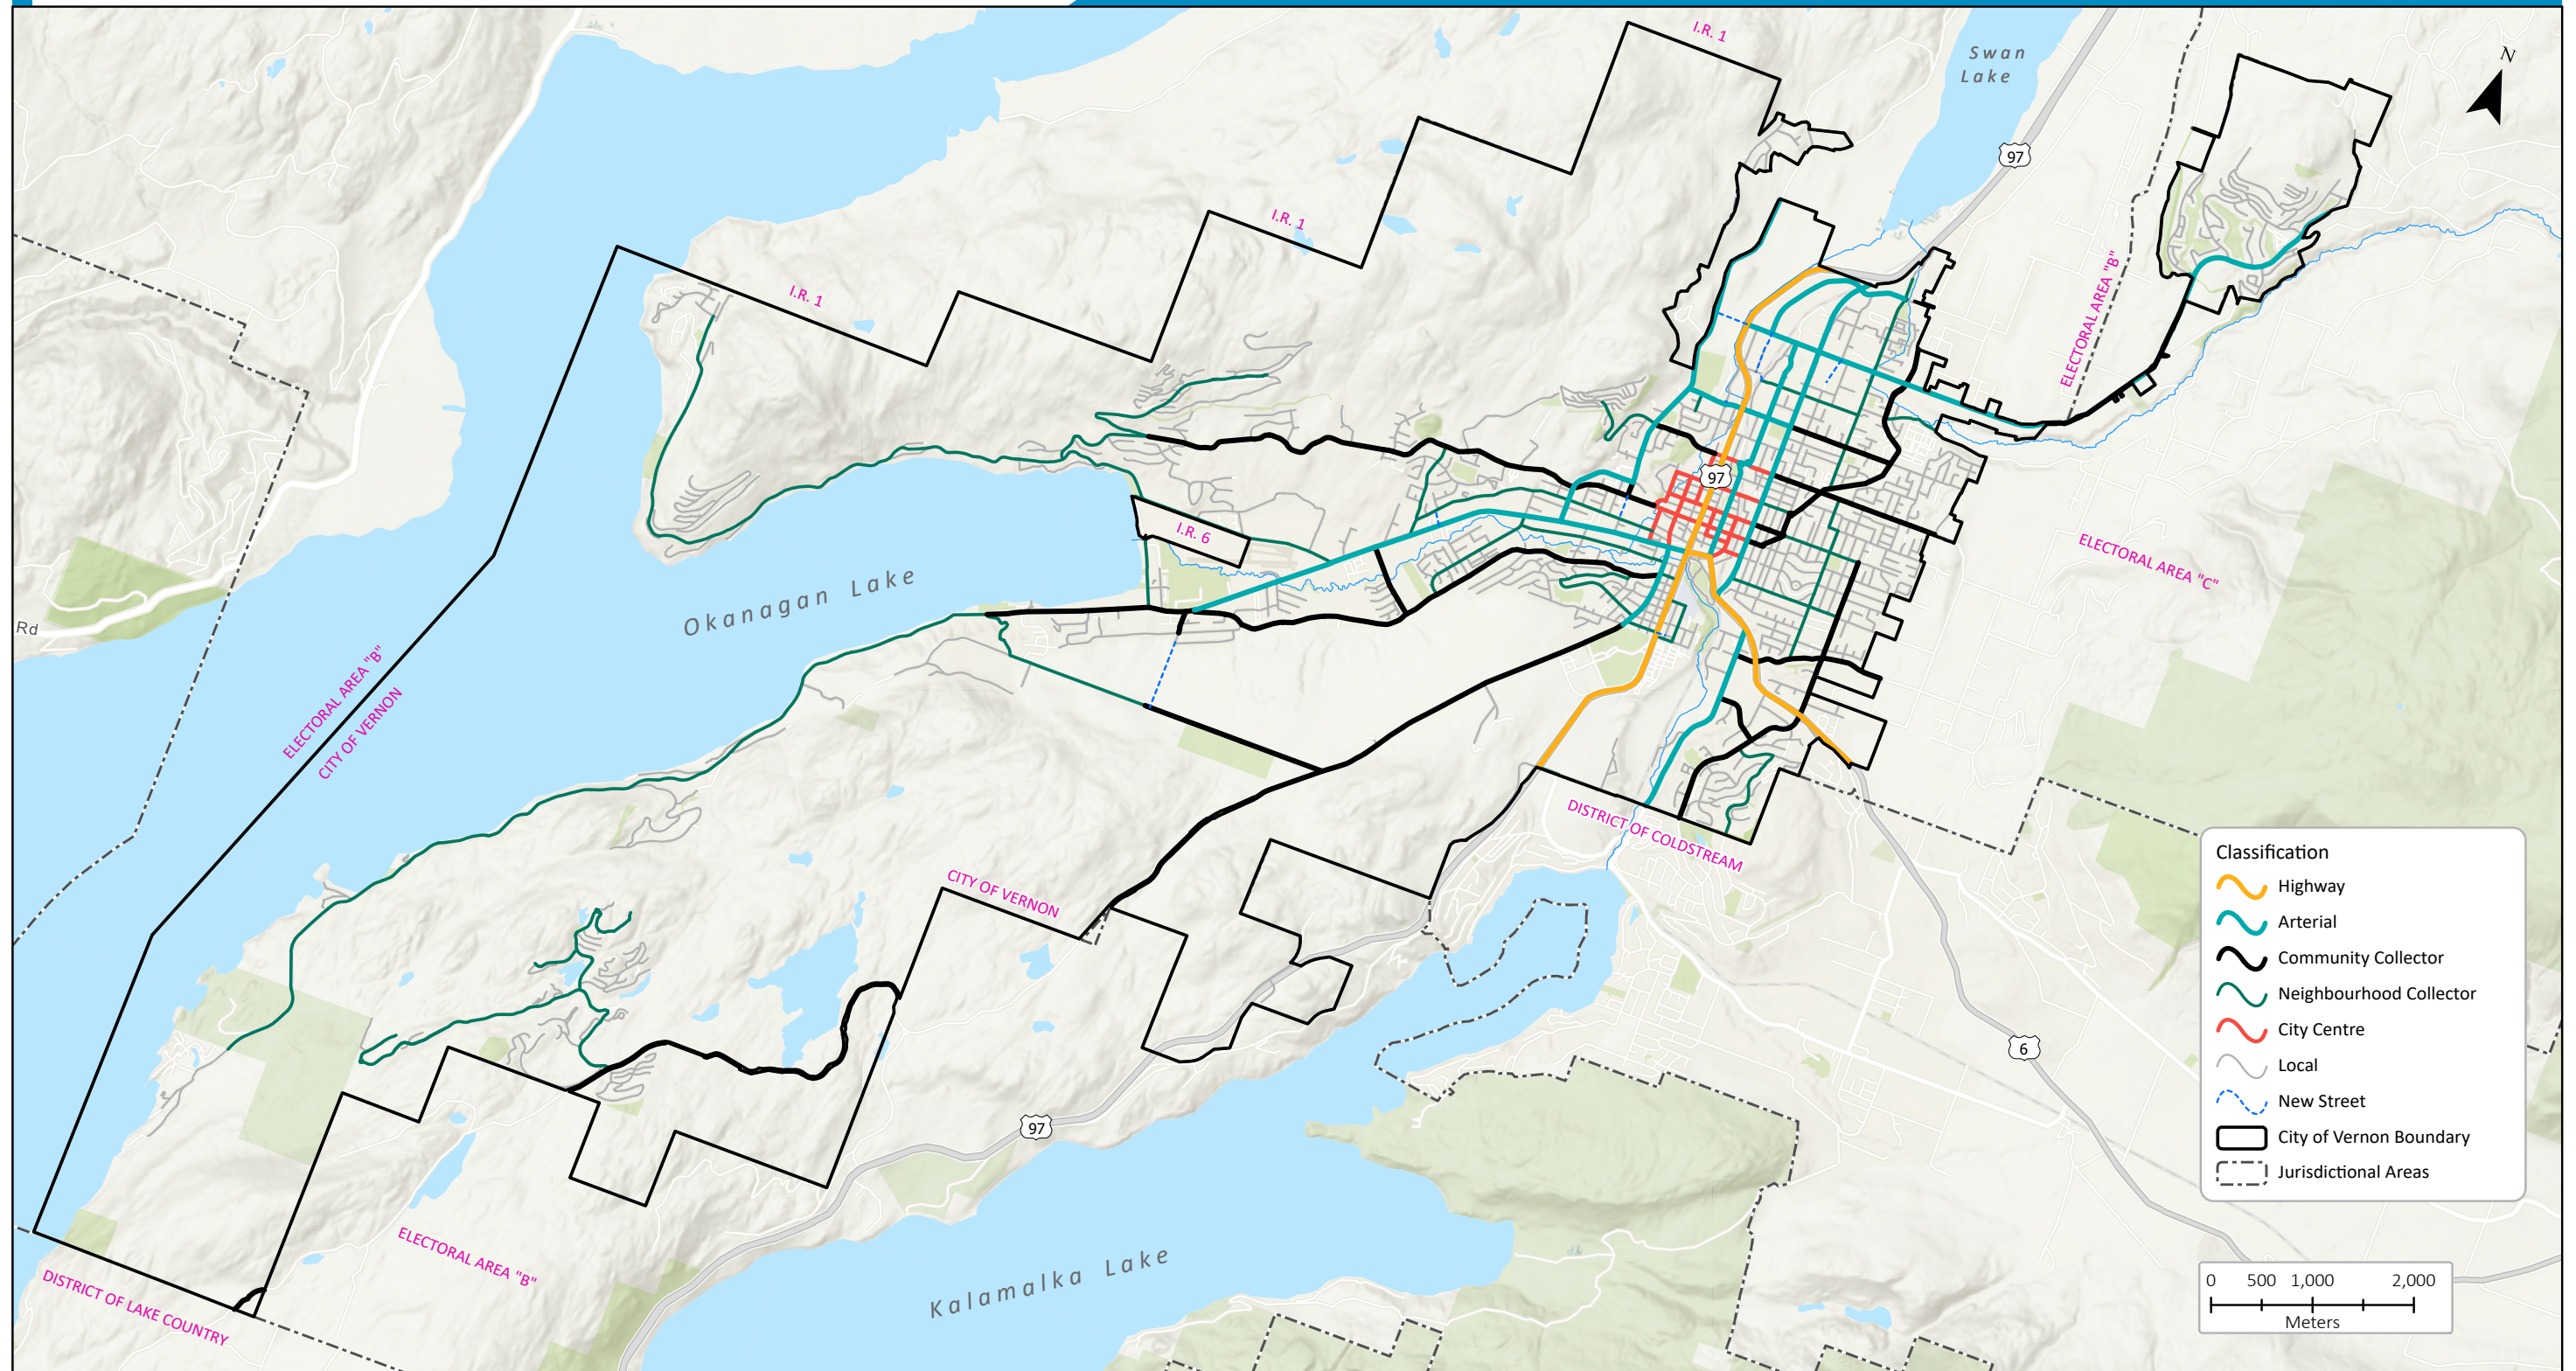 I.R. 1
Swan
Lake
N
97
I.R. 1
I.R. 1
ELECTORAL AREA "B"
97
I.R. 6
ELECTORAL AREA "C"
Okanagan Lake
Rd
ELECTORAL AREA "B"
CITY OF VERNON
DISTRICT OF COLDSTREAM
CITY OF VERNON
Classification
Highway
Arterial
Community Collector
Neighbourhood Collector
City Centre
Local
New Street
City of Vernon Boundary
Jurisdictional Areas
6
97
ELECTORAL AREA "B"
Kalamalka Lake
DISTRICT OF LAKE COUNTRY
0 500 1,000 2,000
Meters